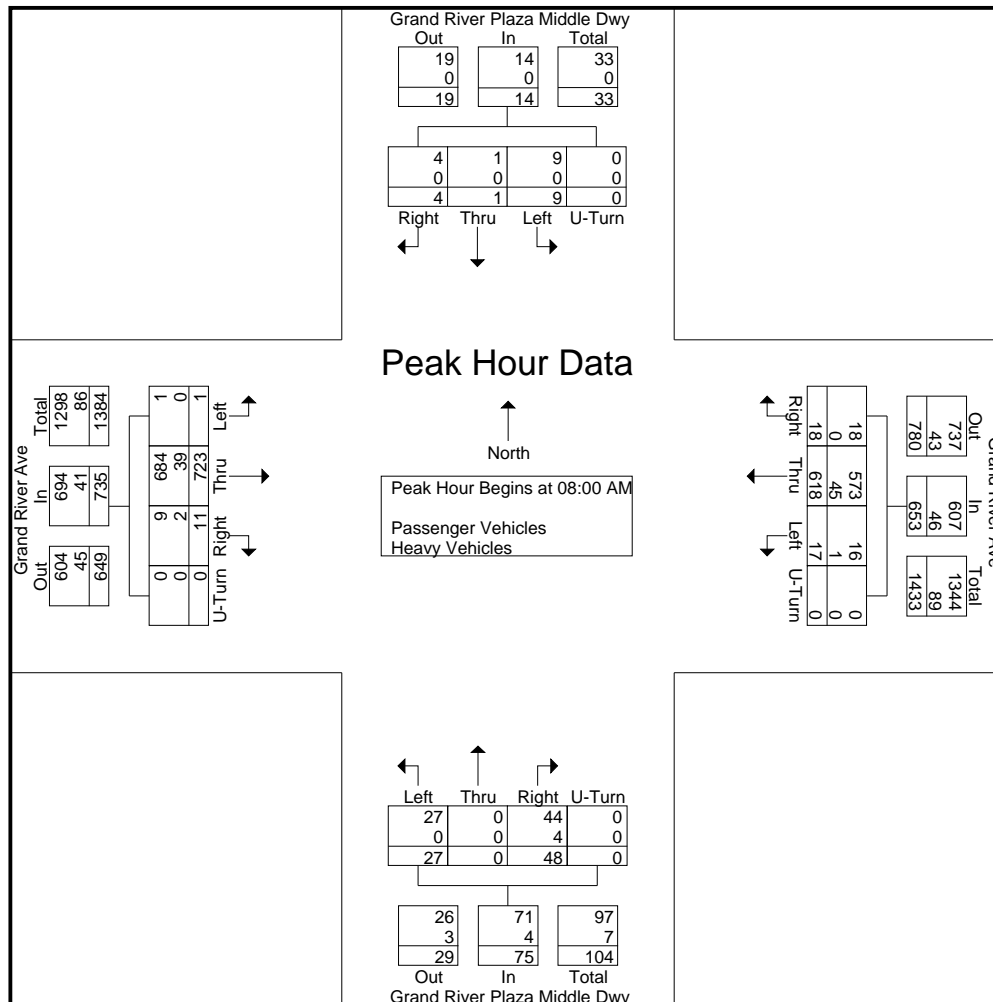 Grand River Plaza Middle Dwy
Out In Total
19 14 33
0 0 0
19 14 33
4 1 9 0
0 0 0 0
4 1 9 0
Right Thru Left U-Turn
Peak Hour Data
North
Peak Hour Begins at 08:00 AM
Passenger Vehicles
Heavy Vehicles
Grand River Ave
Out In Total
604 694 1298
45 41 86
649 735 1384
0 9 684 1
0 2 39 0
0 11 723 1
U-Turn Right Thru Left
Grand River Ave
Out In Total
737 607 1344
43 46 89
780 653 1433
18 573 16 0
0 45 1 0
18 618 17 0
Right Thru Left U-Turn
Left Thru Right U-Turn
27 0 44 0
0 0 4 0
27 0 48 0
26 71 97
3 4 7
29 75 104
Out In Total
Grand River Plaza Middle Dwy